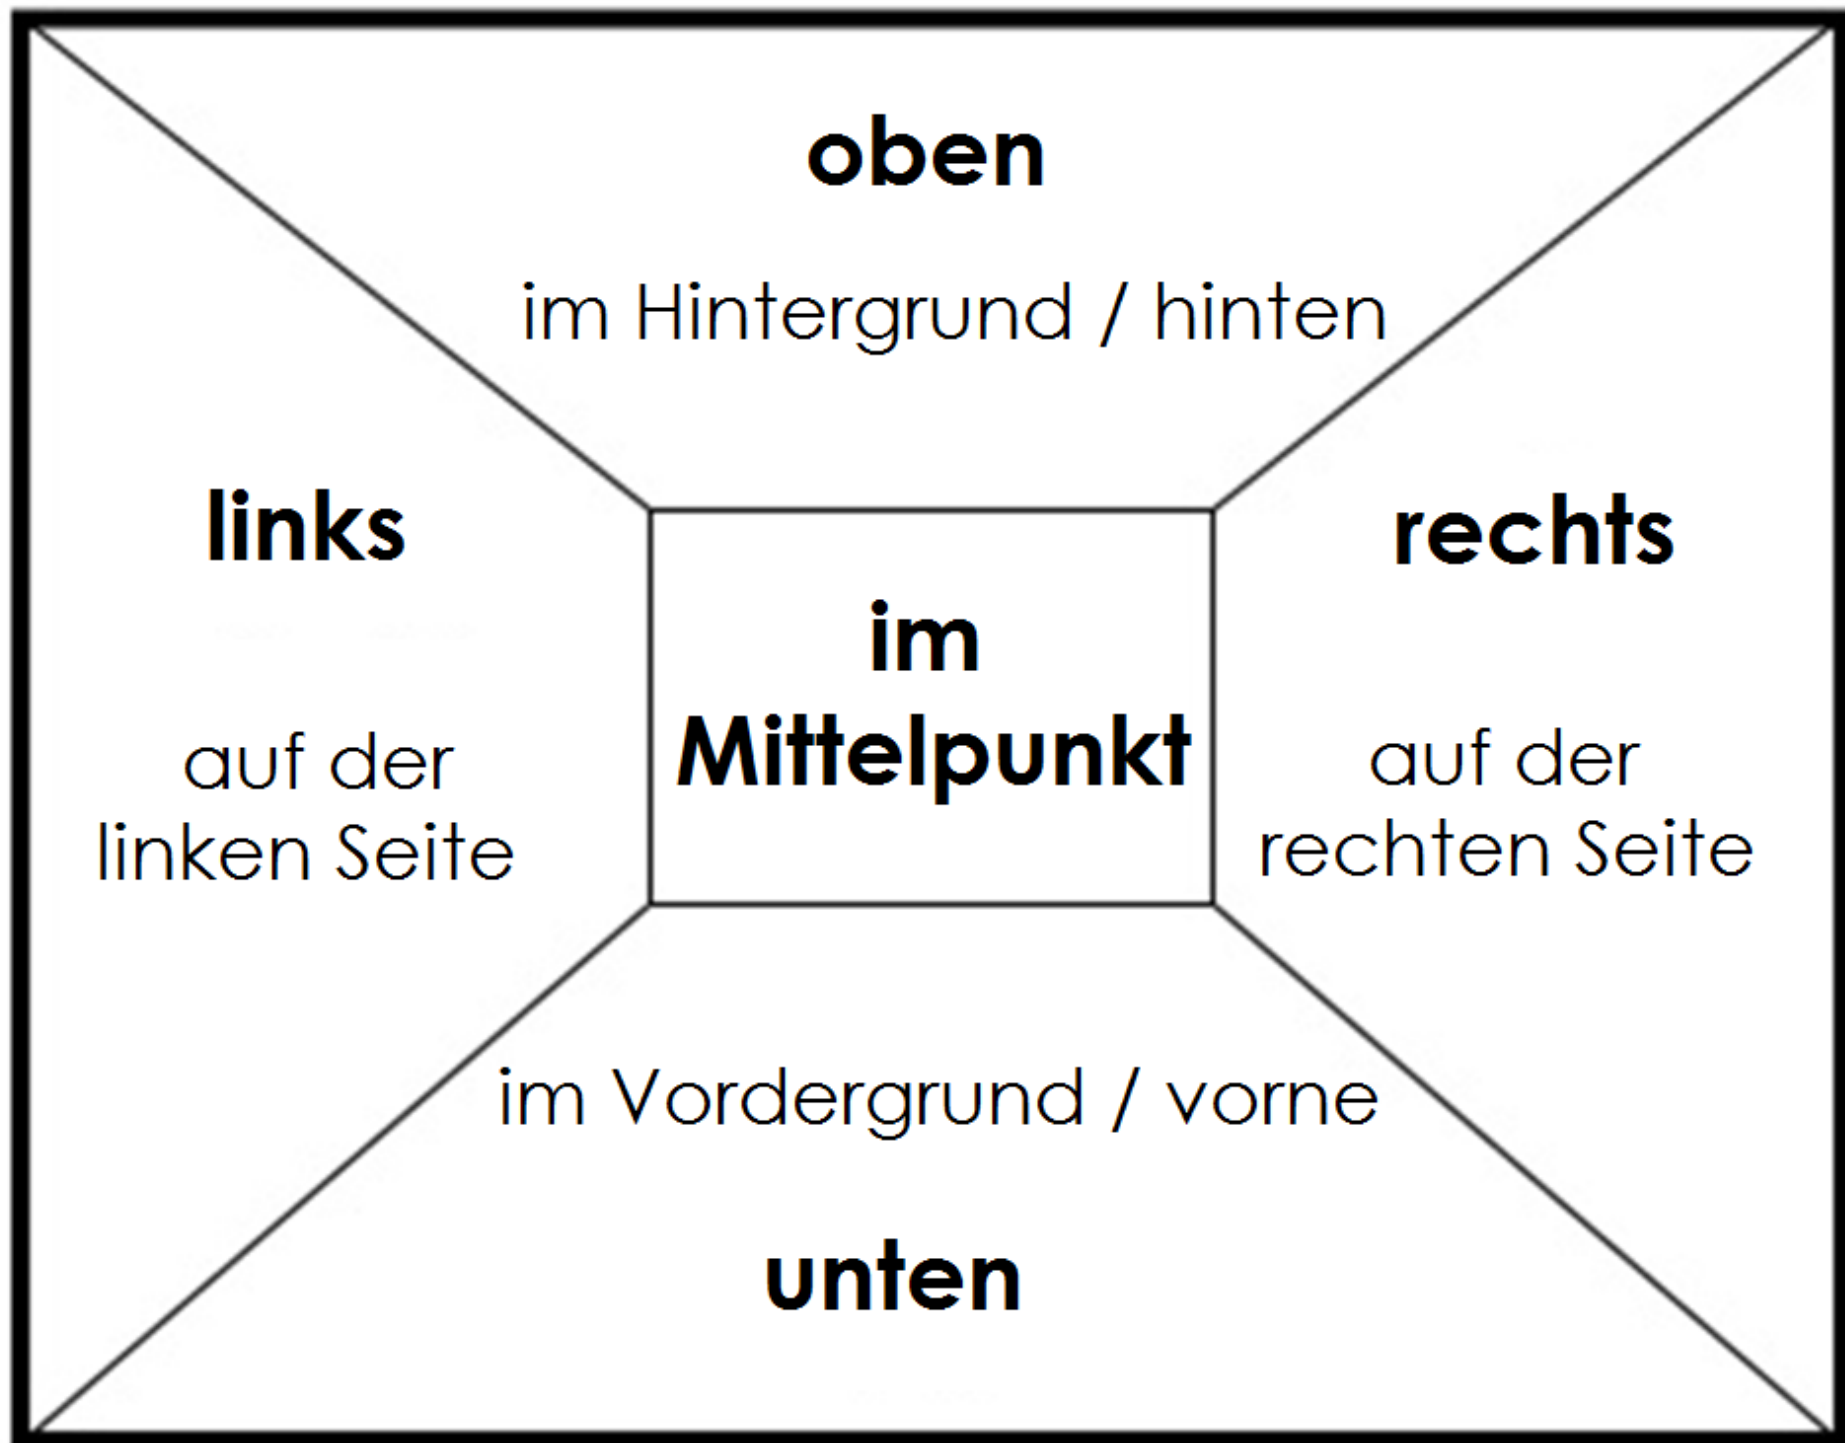 oben
im Hintergrund / hinten
links
auf der
linken Seite
im
Mittelpunkt
rechts
auf der
rechten Seite
im Vordergrund / vorne
unten